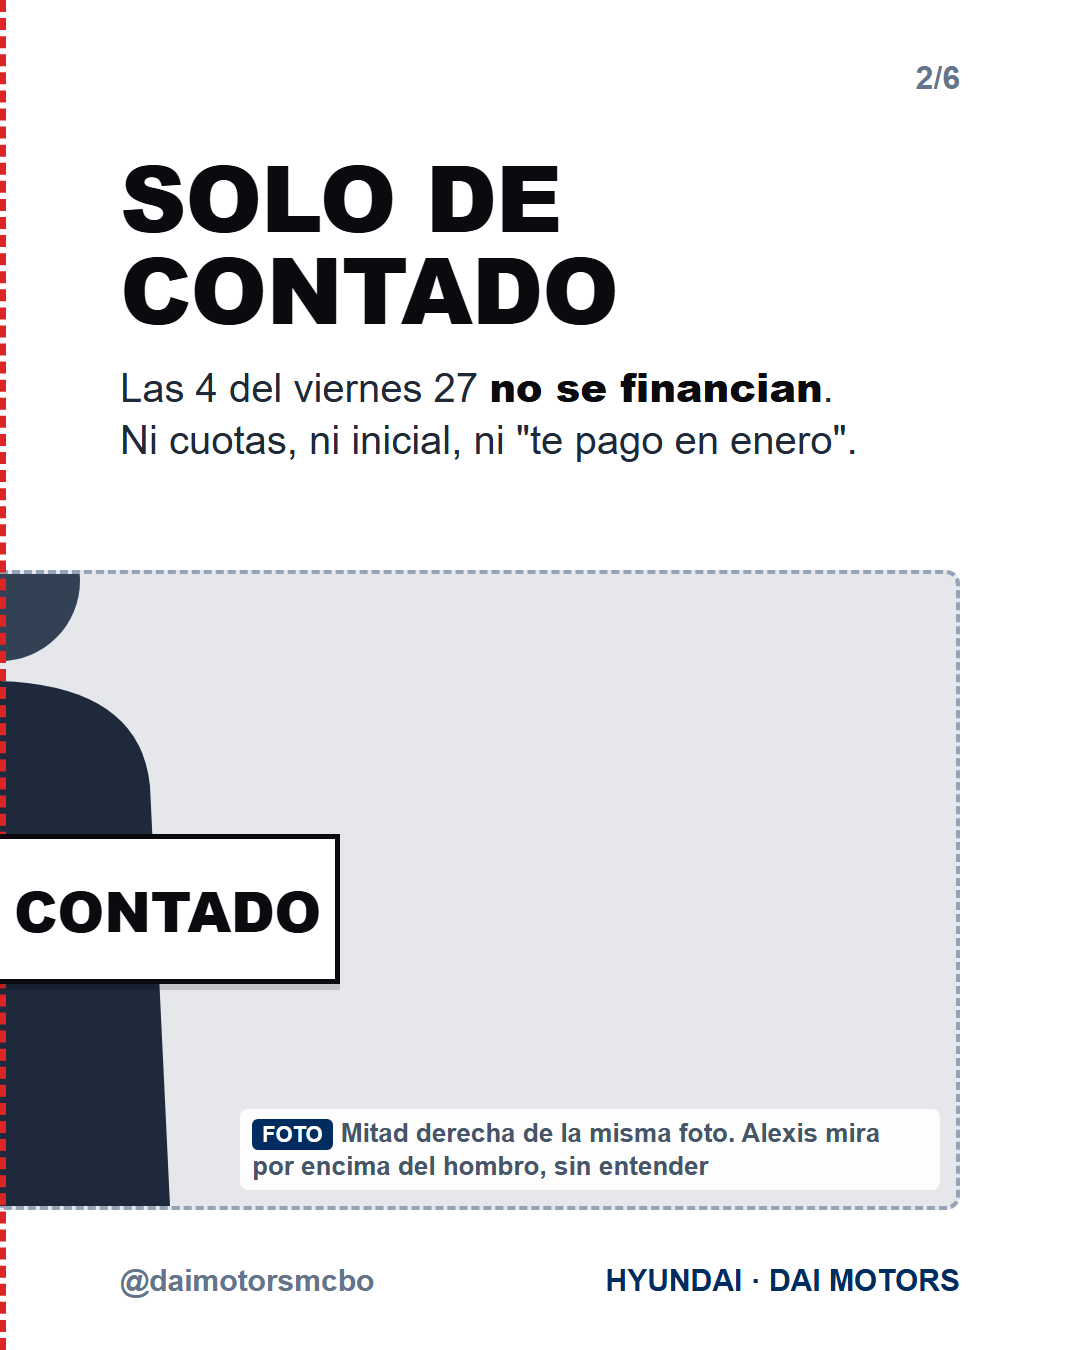 2/6
SOLO DE
CONTADO
Las 4 del viernes 27 no se financian.
Ni cuotas, ni inicial, ni "te pago en enero".
CONTADO
FOTO Mitad derecha de la misma foto. Alexis mira
por encima del hombro, sin entender
@daimotorsmcbo
HYUNDAI · DAI MOTORS